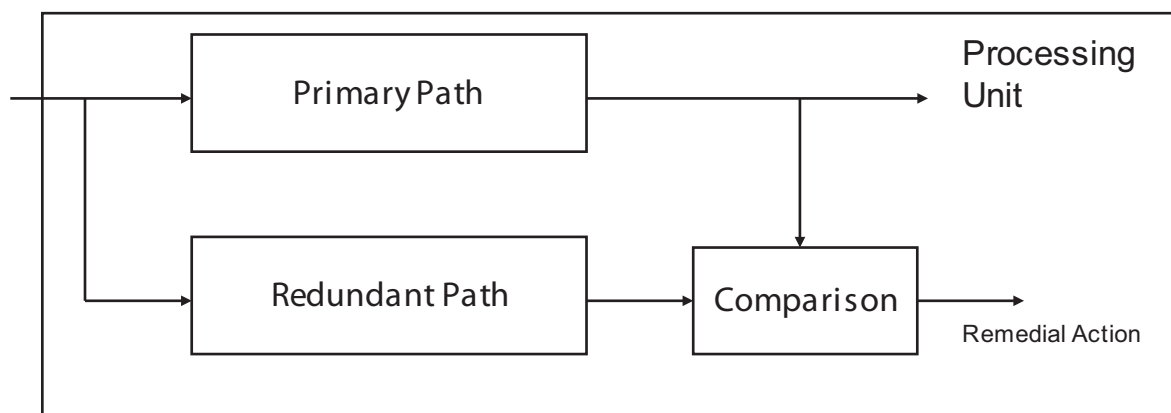 Processing
Unit
Primary Path
Redundant Path
Comparison
Remedial Action